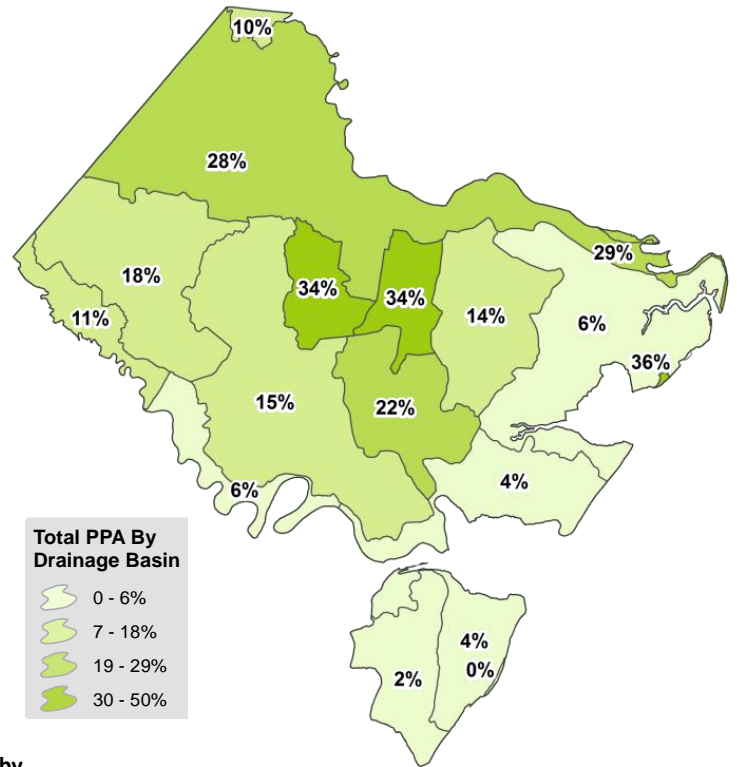 10%
28%
29%
18%
34%
34%
14%
6%
11%
36%
15%
22%
4%
6%
Total PPA By
Drainage Basin
0 - 6%
7 - 18%
19 - 29%
30 - 50%
4%
0%
2%
by